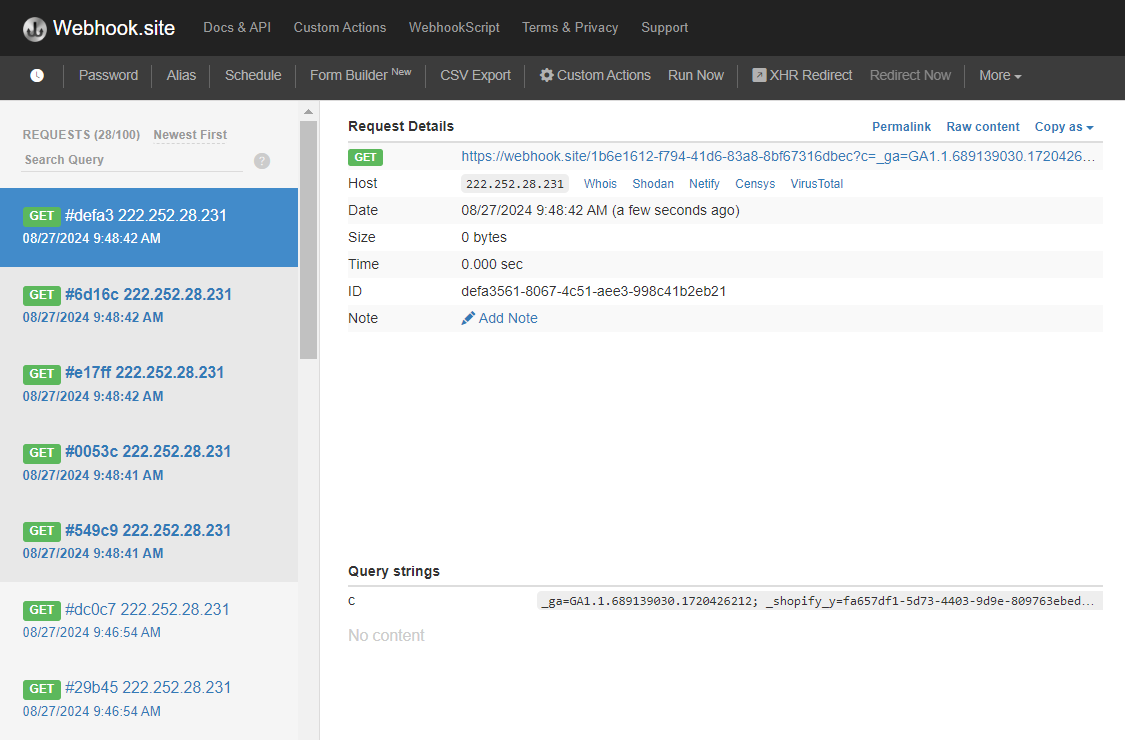 Webhook.site Docs & API Custom Actions WebhookScript Terms & Privacy Support
Password Alias Schedule Form Builder New CSV Export Custom Actions Run Now XHR Redirect Redirect Now More
REQUESTS (28/100) Newest First
Search Query ?
GET #defa3 222.252.28.231
08/27/2024 9:48:42 AM
GET #6d16c 222.252.28.231
08/27/2024 9:48:42 AM
GET #e17ff 222.252.28.231
08/27/2024 9:48:42 AM
GET #0053c 222.252.28.231
08/27/2024 9:48:41 AM
GET #549c9 222.252.28.231
08/27/2024 9:48:41 AM
GET #dc0c7 222.252.28.231
08/27/2024 9:46:54 AM
GET #29b45 222.252.28.231
08/27/2024 9:46:54 AM
Request Details Permalink Raw content Copy as
GET https://webhook.site/1b6e1612-f794-41d6-83a8-8bf67316dbec?c=_ga=GA1.1.689139030.1720426...
Host 222.252.28.231 Whois Shodan Netify Censys VirusTotal
Date 08/27/2024 9:48:42 AM (a few seconds ago)
Size 0 bytes
Time 0.000 sec
ID defa3561-8067-4c51-aee3-998c41b2eb21
Note Add Note
Query strings
c _ga=GA1.1.689139030.1720426212; _shopify_y=fa657df1-5d73-4403-9d9e-809763ebed...
No content